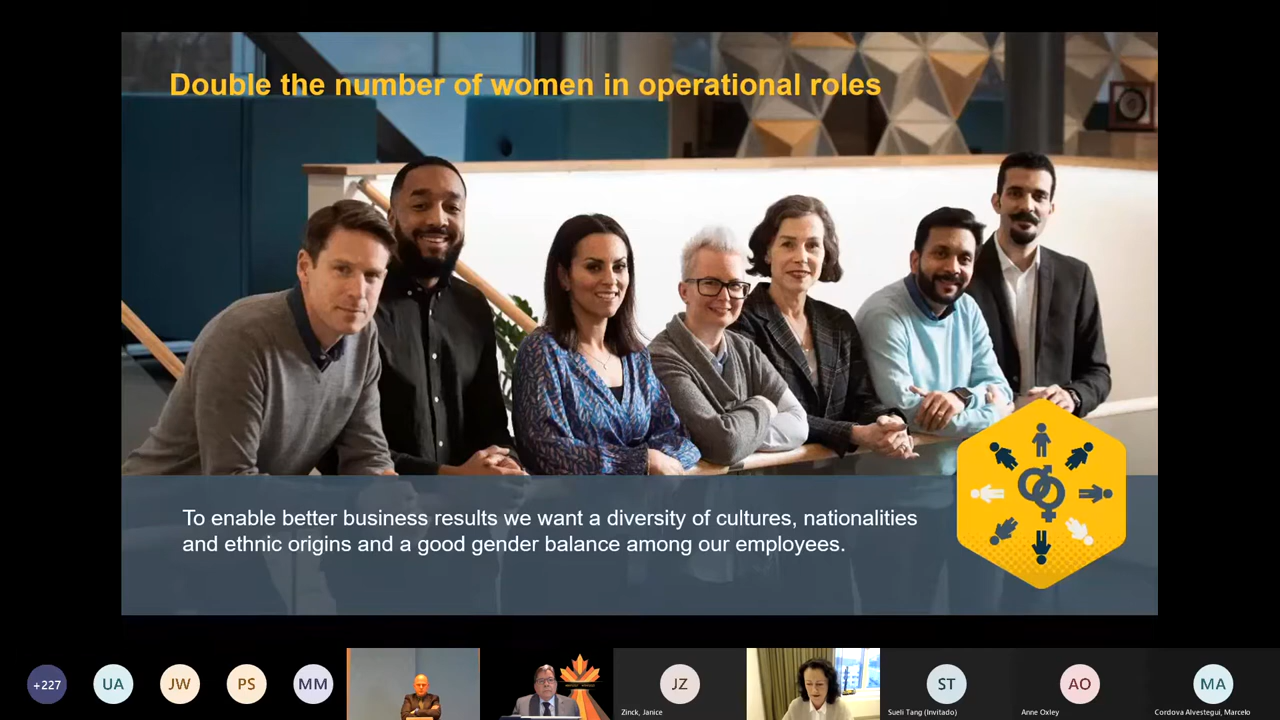 Double the number of women in operational roles
To enable better business results we want a diversity of cultures, nationalities
and ethnic origins and a good gender balance among our employees.
+227
UA
JW
PS
MM
JZ
Zinck, Janice
ST
Sueli Tang (Invitado)
AO
Anne Oxley
MA
Cordova Alvestegui, Marcelo